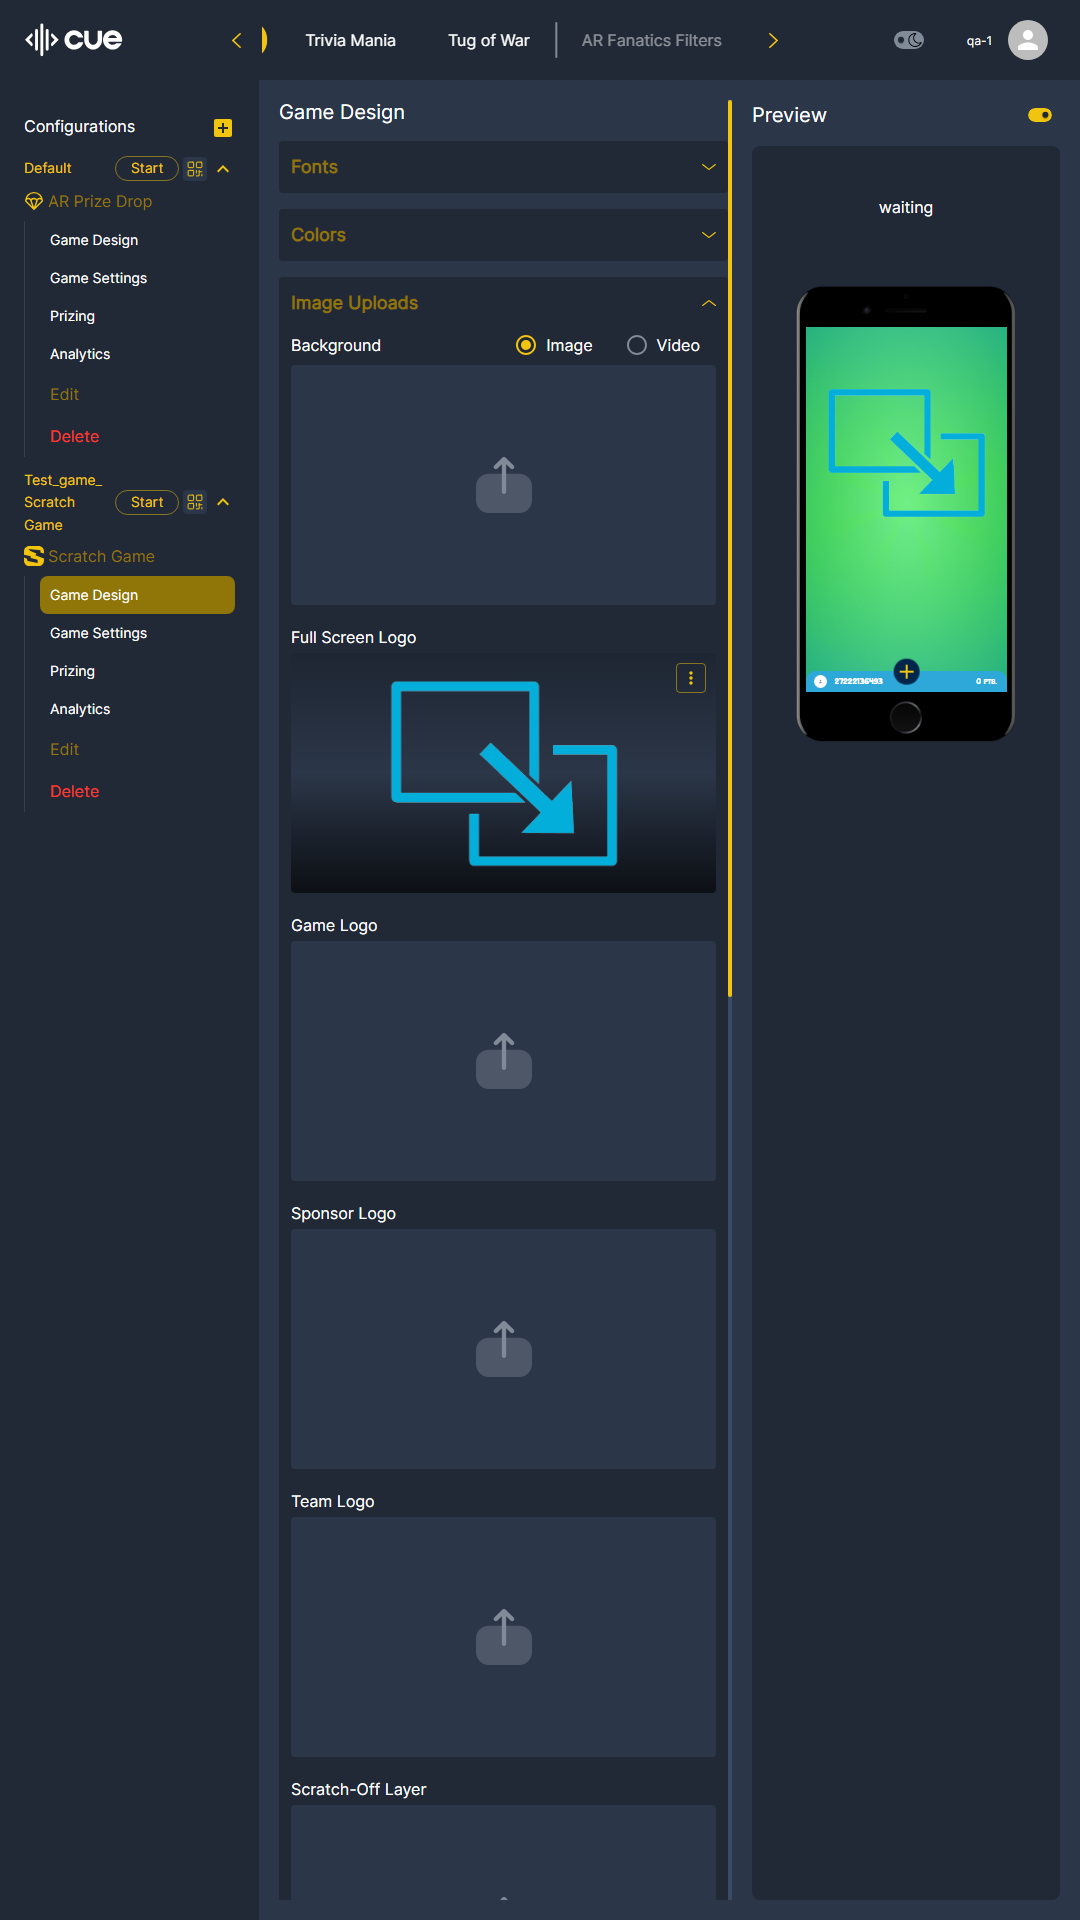 cue
Trivia Mania
Tug of War
AR Fanatics Filters
qa-1
Configurations
Default
Start
AR Prize Drop
Game Design
Game Settings
Prizing
Analytics
Edit
Delete
Test_game_
Scratch
Game
Start
Scratch Game
Game Design
Game Settings
Prizing
Analytics
Edit
Delete
Game Design
Fonts
Colors
Image Uploads
Background
Image
Video
Full Screen Logo
Game Logo
Sponsor Logo
Team Logo
Scratch-Off Layer
Preview
waiting
0 PTS.